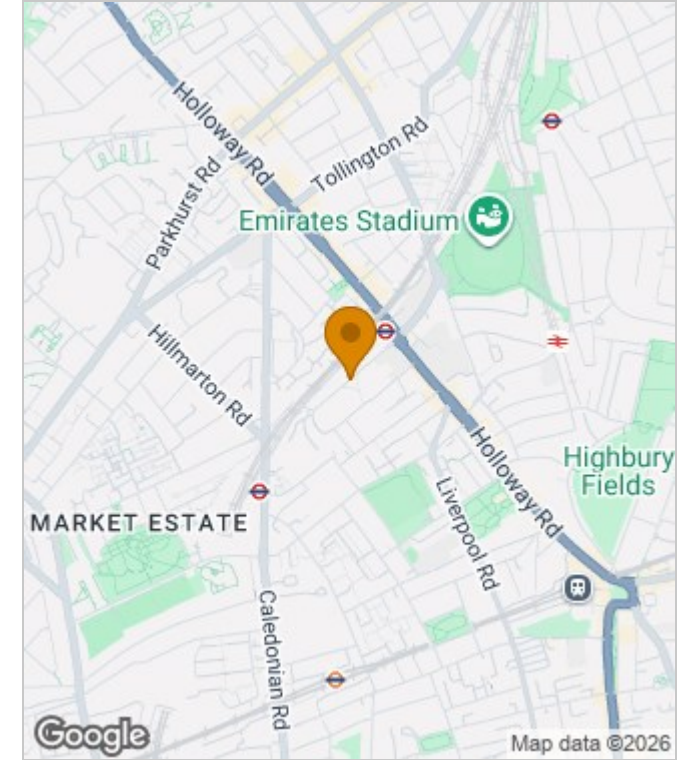 Holloway Rd
Tollington Rd
Parkhurst Rd
Emirates Stadium
Hillmarton Rd
Holloway Rd
Highbury
Fields
Liverpool Rd
MARKET ESTATE
Caledonian Rd
Google
Map data ©2026